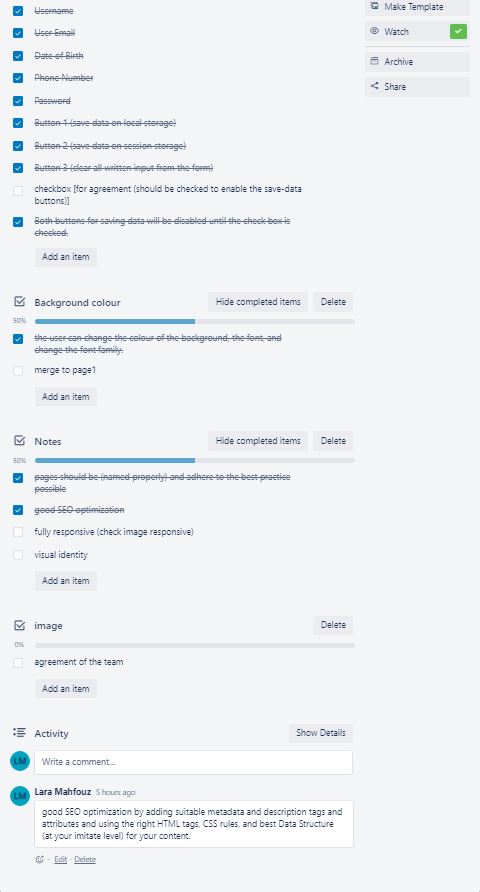 Username
User Email
Date of Birth
Phone Number
Password
Button 1 (save data on local storage)
Button 2 (save data on session storage)
Button 3 (clear all written input from the form)
checkbox [for agreement (should be checked to enable the save-data
buttons)]
Both buttons for saving data will be disabled until the check box is
checked.
Add an item
Make Template
Watch
Archive
Share
Background colour
Hide completed items
Delete
50%
the user can change the colour of the background, the font, and
change the font family.
merge to page1
Add an item
Notes
Hide completed items
Delete
50%
pages should be (named properly) and adhere to the best practice
possible
good SEO optimization
fully responsive (check image responsive)
visual identity
Add an item
image
Delete
0%
agreement of the team
Add an item
Activity
Show Details
LM
Write a comment...
LM
Lara Mahfouz 5 hours ago
good SEO optimization by adding suitable metadata and description tags and
attributes and using the right HTML tags, CSS rules, and best Data Structure
(at your imitate level) for your content.
Edit - Delete